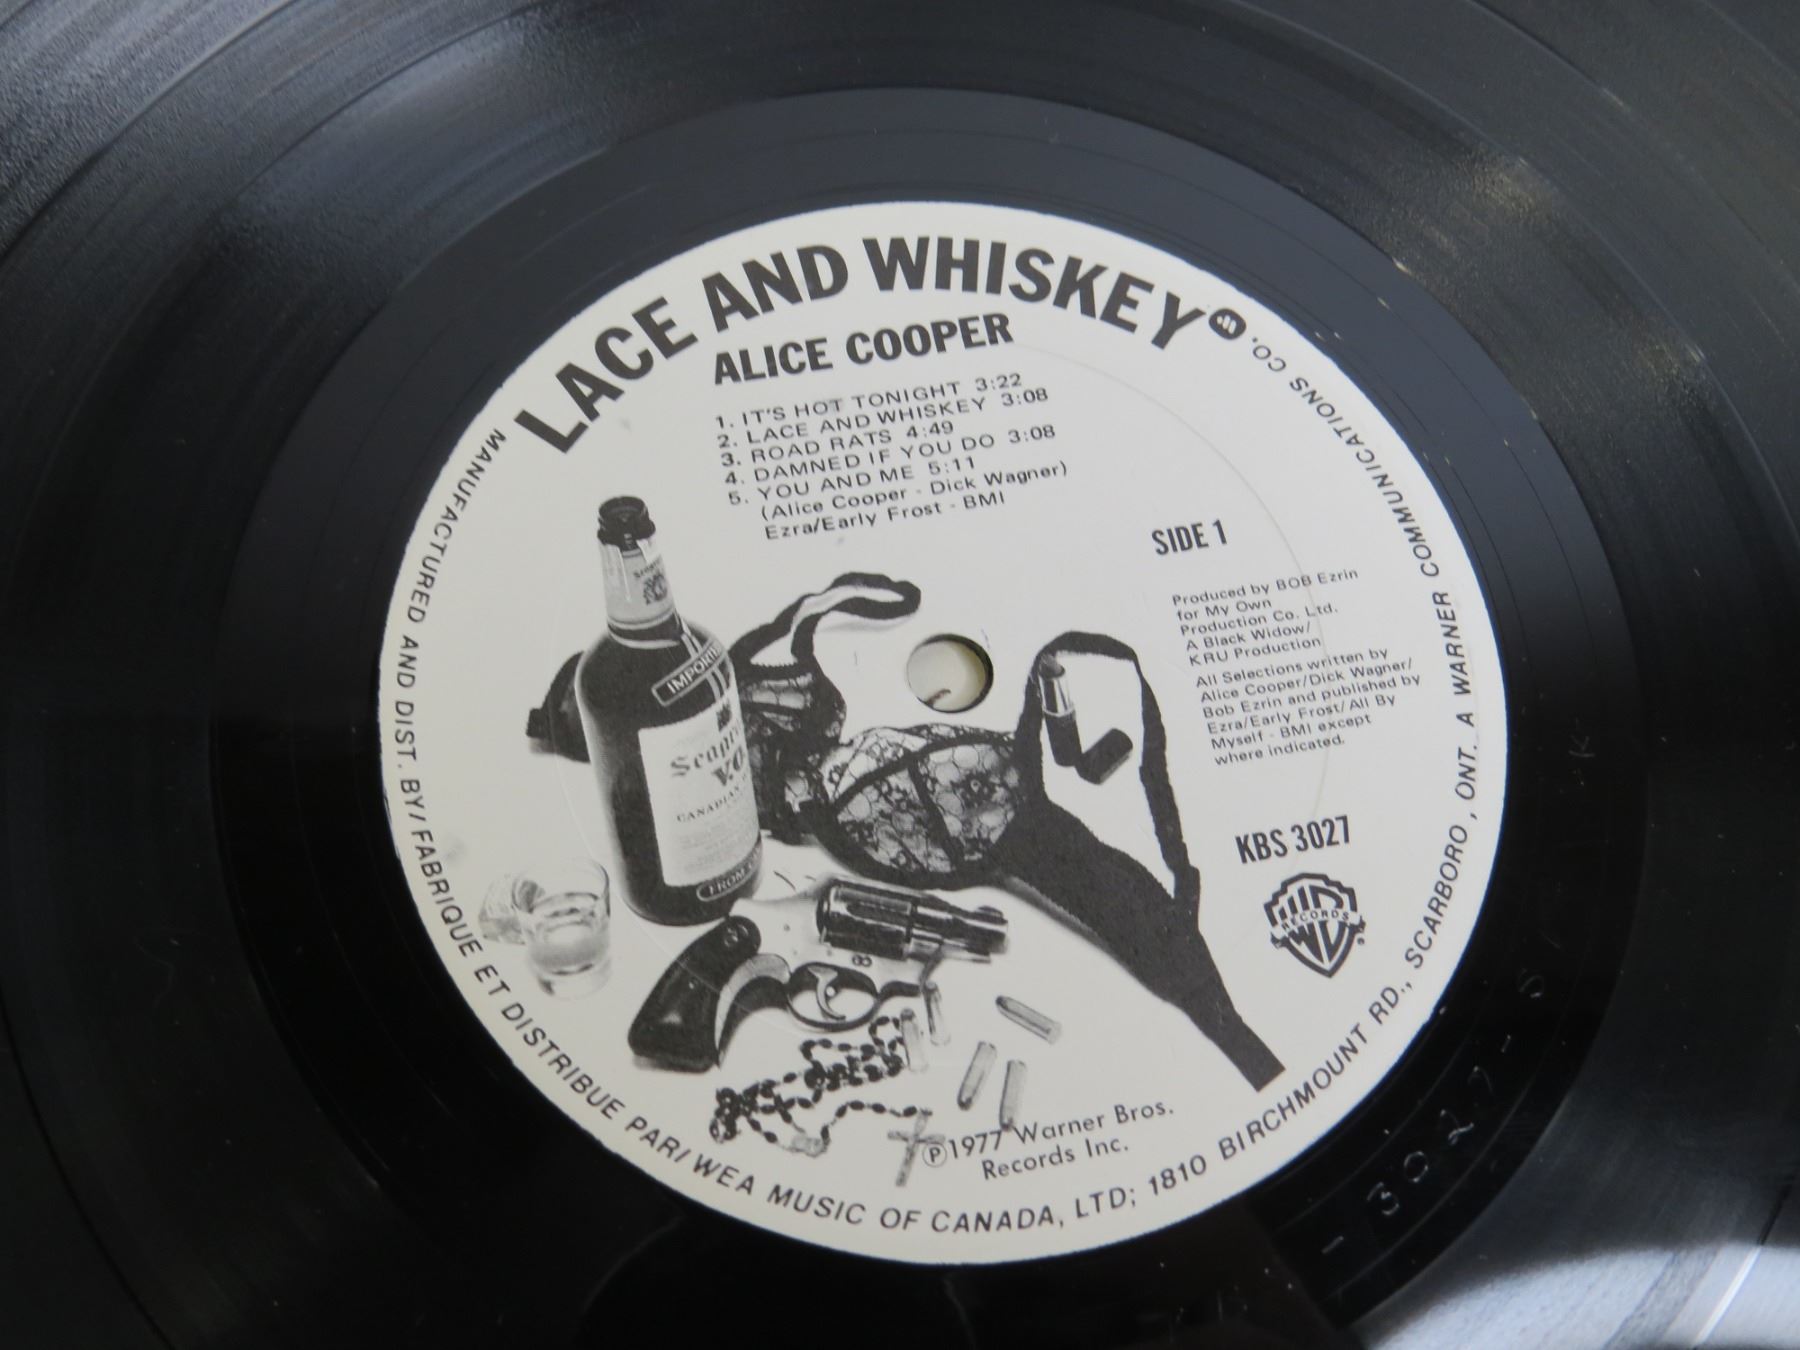 LACE AND WHISKEY
ALICE COOPER
1. IT'S HOT TONIGHT 3:22
2. LACE AND WHISKEY 3:08
3. ROAD RATS 4:49
4. DAMNED IF YOU DO 3:08
5. YOU AND ME 5:11
(Alice Cooper - Dick Wagner)
Ezra/Early Frost - BMI
SIDE 1
Produced by BOB Ezrin
for My Own
Production Co. Ltd.
A Black Widow/
KRU Production
All Selections written by
Alice Cooper/Dick Wagner/
Bob Ezrin and published by
Ezra/Early Frost/All By
Myself - BMI except
where indicated.
KBS 3027
RECORDS
IMPORTE
Seagr
V.O
CANADIAN
FROM
℗1977 Warner Bros.
Records Inc.
MANUFACTURED AND DIST. BY/ FABRIQUE ET DISTRIBUE PAR/ WEA MUSIC OF CANADA, LTD; 1810 BIRCHMOUNT RD., SCARBORO, ONT. A WARNER COMMUNICATIONS CO.
- 3027 - S